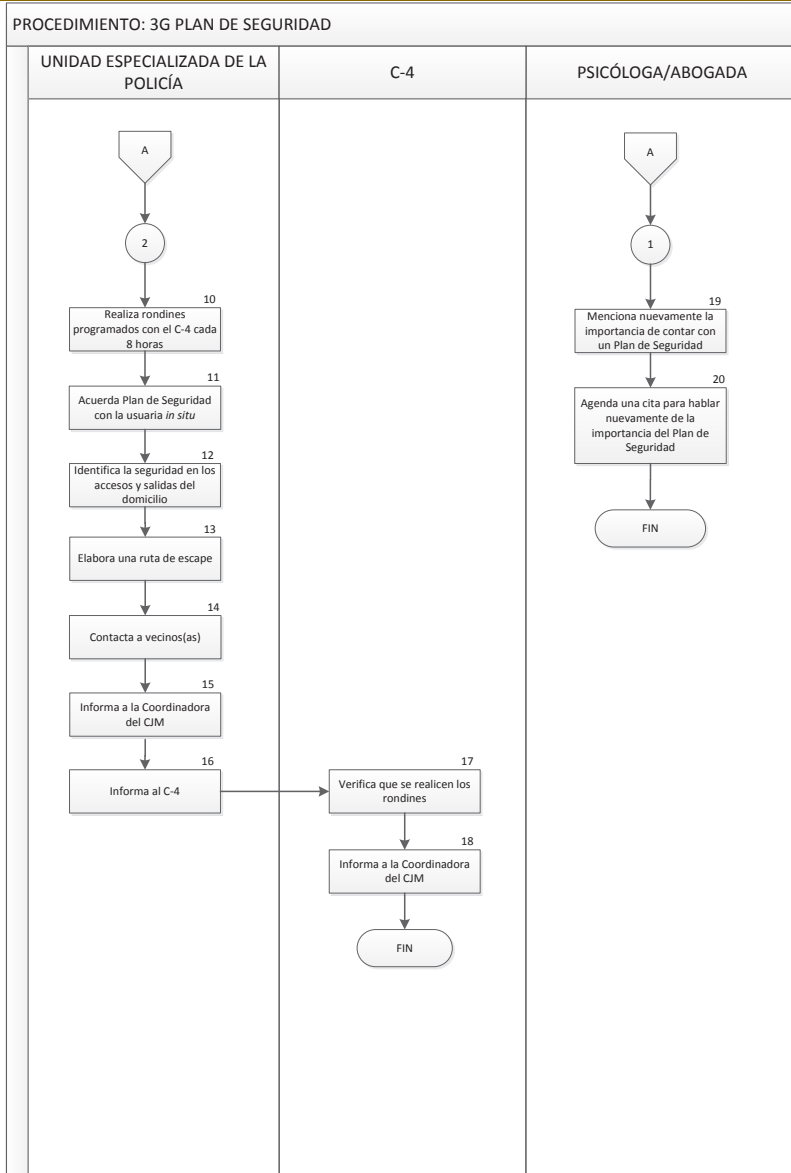 PROCEDIMIENTO: 3G PLAN DE SEGURIDAD
UNIDAD ESPECIALIZADA DE LA
POLICÍA
C-4
PSICÓLOGA/ABOGADA
A
2
10
Realiza rondines
programados con el C-4 cada
8 horas
11
Acuerda Plan de Seguridad
con la usuaria in situ
12
Identifica la seguridad en los
accesos y salidas del
domicilio
13
Elabora una ruta de escape
14
Contacta a vecinos(as)
15
Informa a la Coordinadora
del CJM
16
Informa al C-4
17
Verifica que se realicen los
rondines
18
Informa a la Coordinadora
del CJM
FIN
A
1
19
Menciona nuevamente la
importancia de contar con
un Plan de Seguridad
20
Agenda una cita para hablar
nuevamente de la
importancia del Plan de
Seguridad
FIN